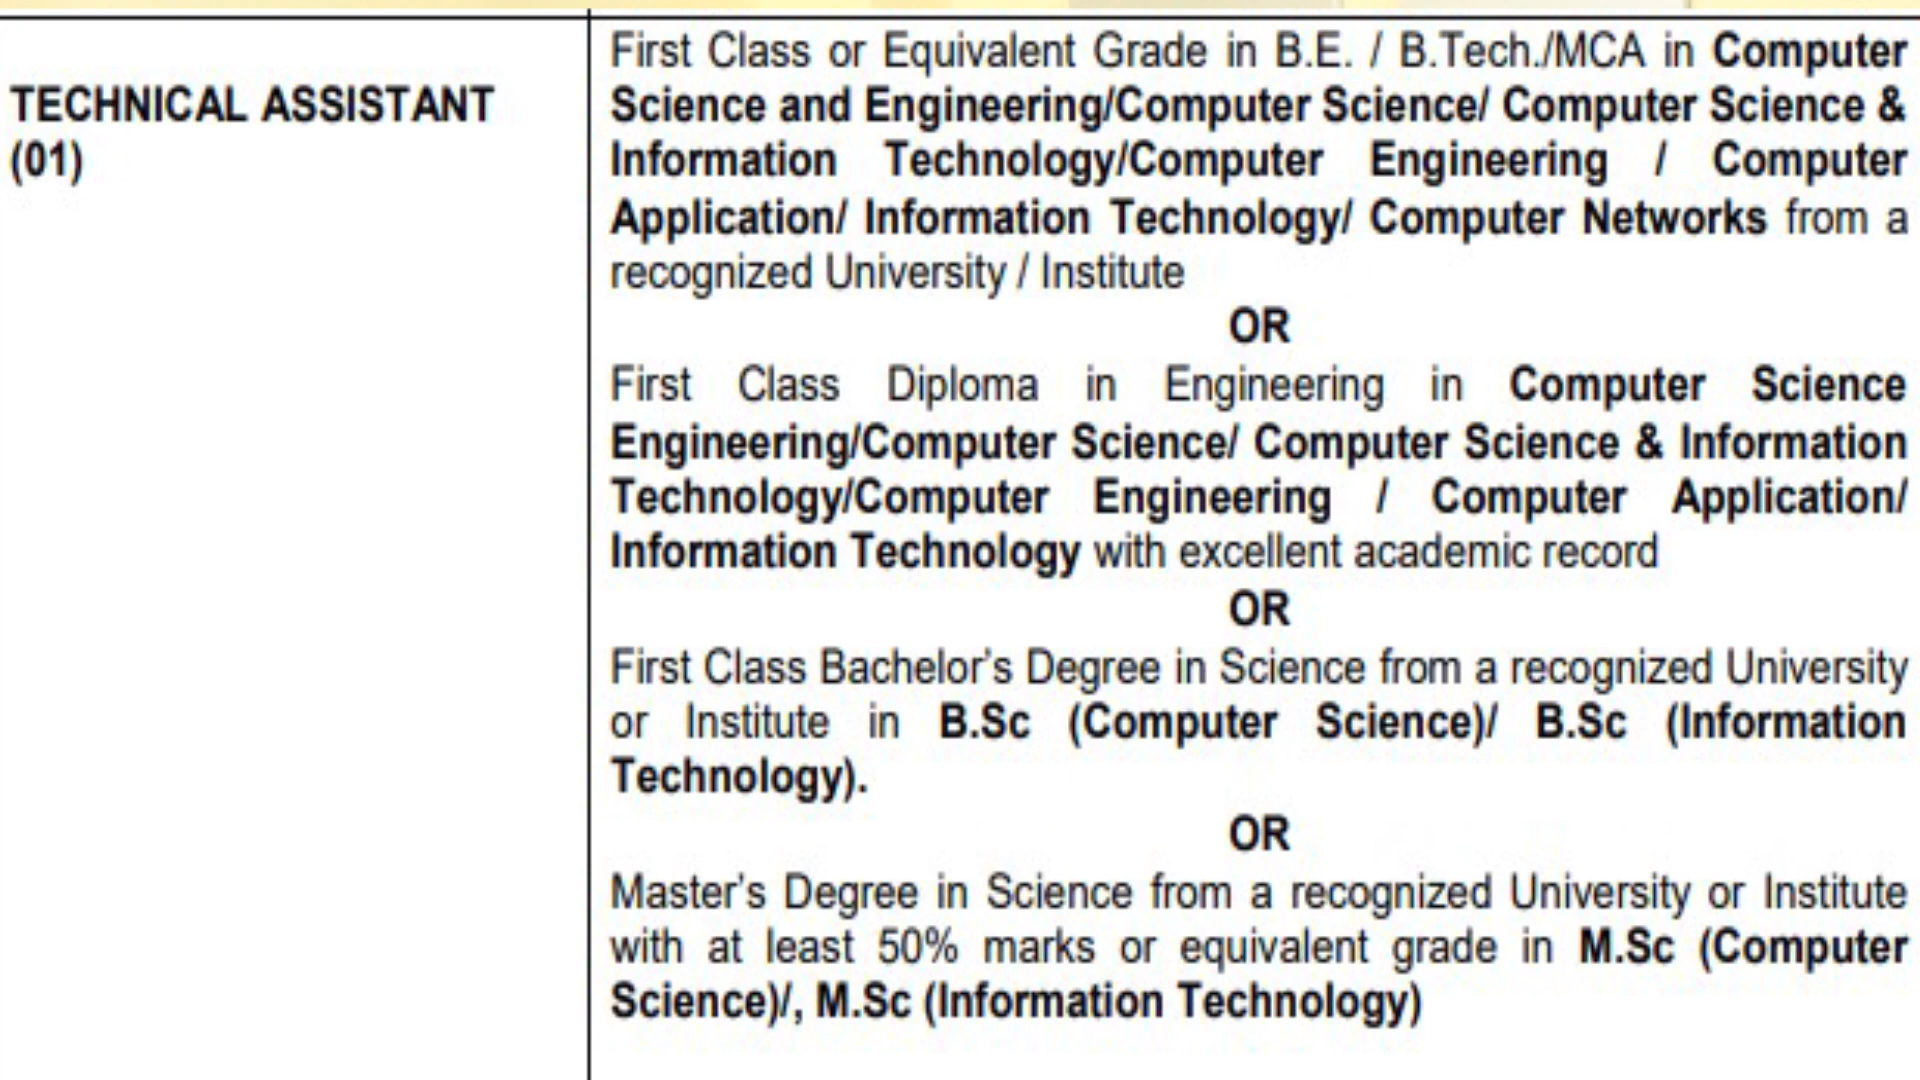 TECHNICAL ASSISTANT
(01)
First Class or Equivalent Grade in B.E. / B.Tech./MCA in Computer
Science and Engineering/Computer Science/ Computer Science &
Information Technology/Computer Engineering / Computer
Application/ Information Technology/ Computer Networks from a
recognized University / Institute
OR
First Class Diploma in Engineering in Computer Science
Engineering/Computer Science/ Computer Science & Information
Technology/Computer Engineering / Computer Application/
Information Technology with excellent academic record
OR
First Class Bachelor’s Degree in Science from a recognized University
or Institute in B.Sc (Computer Science)/ B.Sc (Information
Technology).
OR
Master’s Degree in Science from a recognized University or Institute
with at least 50% marks or equivalent grade in M.Sc (Computer
Science)/, M.Sc (Information Technology)